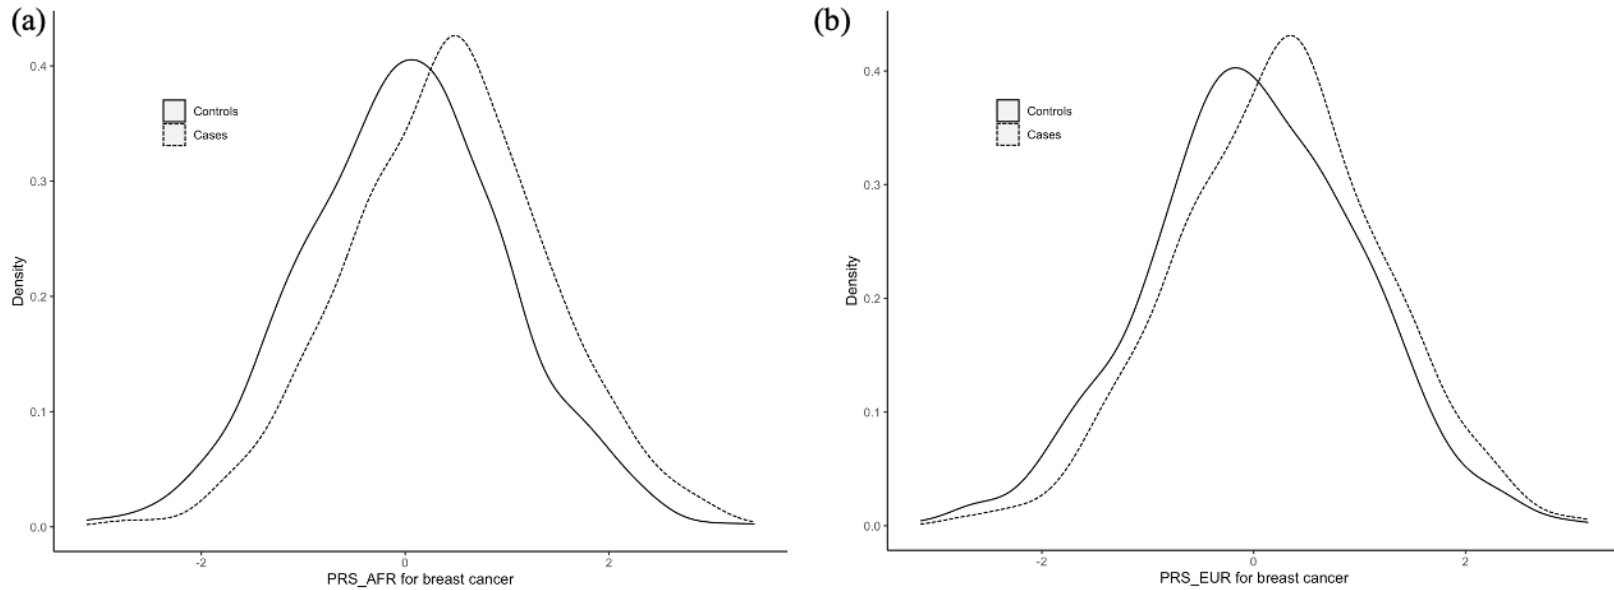 (a)
Density
0.4
0.3
0.2
0.1
0.0
Controls
Cases
-2
0
2
PRS_AFR for breast cancer
(b)
Density
0.4
0.3
0.2
0.1
0.0
Controls
Cases
-2
0
2
PRS_EUR for breast cancer